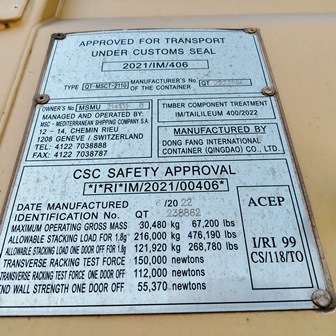 APPROVED FOR TRANSPORT
UNDER CUSTOMS SEAL
2021/IM/406
TYPE QT-MSCT-2110
MANUFACTURER'S NO.
OF THE CONTAINER
QT
OWNER'S No. MSMU
MANAGED AND OPERATED BY:
MSC - MEDITERRANEAN SHIPPING COMPANY S.A
12 - 14, CHEMIN RIEU
1208 GENEVE / SWITZERLAND
TEL: 4122 7038888
FAX: 4122 7038787
TIMBER COMPONENT TREATMENT
IM/TAILILEUM 400/2022
MANUFACTURED BY
DONG FANG INTERNATIONAL
CONTAINER (QINGDAO) CO., LTD.
CSC SAFETY APPROVAL
*I*RI*IM/2021/00406*
DATE MANUFACTURED 6/2022
IDENTIFICATION No. QT 238862
MAXIMUM OPERATING GROSS MASS 30,480 kg 67,200 lbs
ALLOWABLE STACKING LOAD FOR 1.8g 216,000 kg 476,190 lbs
ALLOWABLE STACKING LOAD ONE DOOR OFF FOR 1.8g 121,920 kg 268,780 lbs
TRANSVERSE RACKING TEST FORCE 150,000 newtons
TRANSVERSE RACKING TEST FORCE ONE DOOR OFF 112,000 newtons
END WALL STRENGTH ONE DOOR OFF 55,370 newtons
ACEP
I/RI 99
CS/118/TO